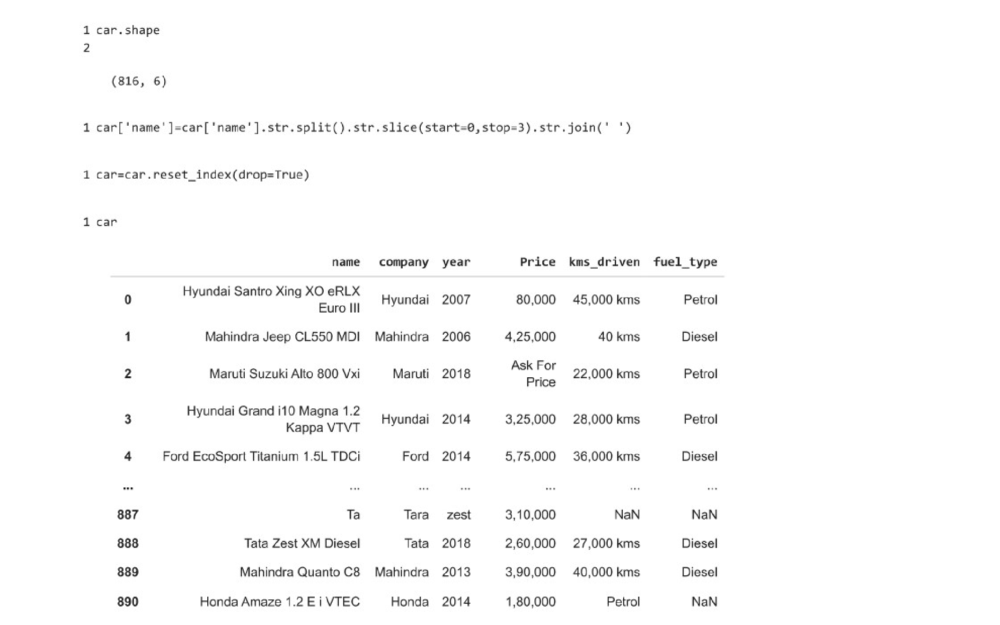 1 car.shape
2
(816, 6)
1 car['name']=car['name'].str.split().str.slice(start=0,stop=3).str.join(' ')
1 car=car.reset_index(drop=True)
1 car
name company year Price kms_driven fuel_type
0 Hyundai Santro Xing XO eRLX Euro III Hyundai 2007 80,000 45,000 kms Petrol
1 Mahindra Jeep CL550 MDI Mahindra 2006 4,25,000 40 kms Diesel
2 Maruti Suzuki Alto 800 Vxi Maruti 2018 Ask For Price 22,000 kms Petrol
3 Hyundai Grand i10 Magna 1.2 Kappa VTVT Hyundai 2014 3,25,000 28,000 kms Petrol
4 Ford EcoSport Titanium 1.5L TDCi Ford 2014 5,75,000 36,000 kms Diesel
... ... ... ... ... ... ...
887 Ta Tara zest 3,10,000 NaN NaN
888 Tata Zest XM Diesel Tata 2018 2,60,000 27,000 kms Diesel
889 Mahindra Quanto C8 Mahindra 2013 3,90,000 40,000 kms Diesel
890 Honda Amaze 1.2 E i VTEC Honda 2014 1,80,000 Petrol NaN